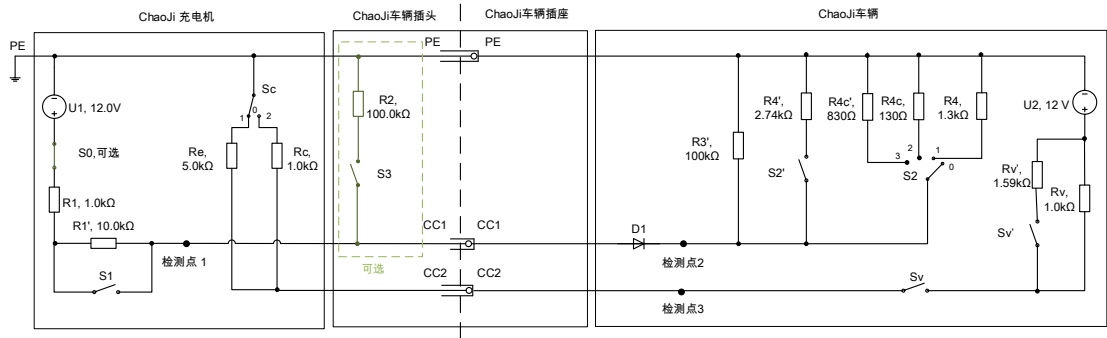 ChaoJi 充电机
ChaoJi车辆插头
ChaoJi车辆插座
ChaoJi车辆
PE
PE
PE
U1, 12.0V
S0,可选
R1, 1.0kΩ
R1', 10.0kΩ
S1
检测点 1
Sc
1
0
2
Re,
5.0kΩ
Rc,
1.0kΩ
R2,
100.0kΩ
S3
可选
CC1
CC1
CC2
CC2
D1
检测点2
检测点3
R3',
100kΩ
R4',
2.74kΩ
S2'
R4c',
830Ω
R4c,
130Ω
R4,
1.3kΩ
3
2
1
0
S2
U2, 12 V
Rv',
1.59kΩ
Rv,
1.0kΩ
Sv'
Sv